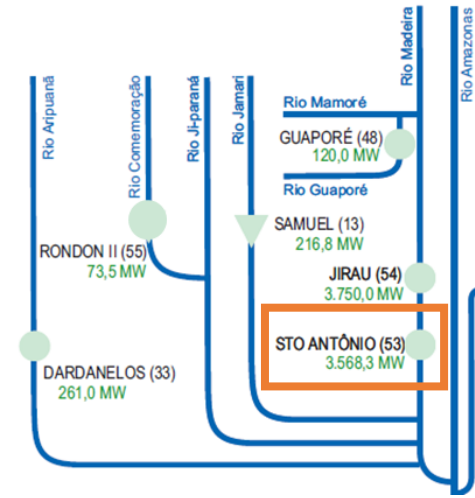 Rio Aripuanã
Rio Comemoração
Rio Ji-paraná
Rio Jamari
Rio Madeira
Rio Amazonas
Rio Mamoré
GUAPORÉ (48)
120,0 MW
Rio Guaporé
SAMUEL (13)
216,8 MW
RONDON II (55)
73,5 MW
JIRAU (54)
3.750,0 MW
STO ANTÔNIO (53)
3.568,3 MW
DARDANELOS (33)
261,0 MW